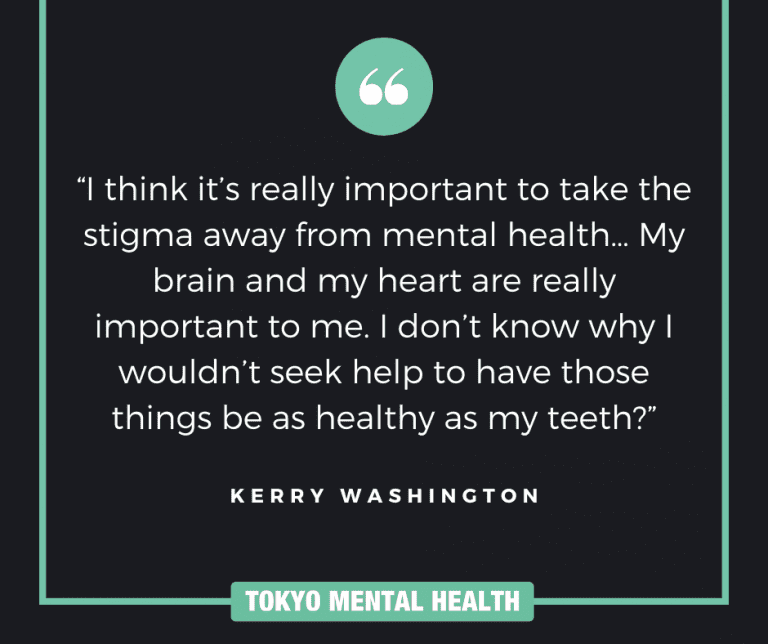 “I think it’s really important to take the
stigma away from mental health... My
brain and my heart are really
important to me. I don’t know why I
wouldn’t seek help to have those
things be as healthy as my teeth?”
KERRY WASHINGTON
TOKYO MENTAL HEALTH